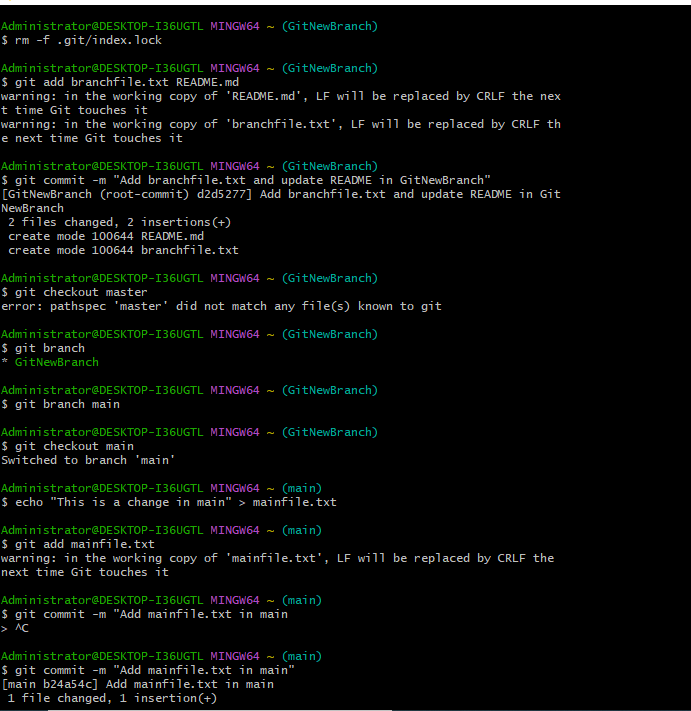 Administrator@DESKTOP-I36UGTL MINGW64 ~ (GitNewBranch)
$ rm -f .git/index.lock
Administrator@DESKTOP-I36UGTL MINGW64 ~ (GitNewBranch)
$ git add branchfile.txt README.md
warning: in the working copy of 'README.md', LF will be replaced by CRLF the nex
t time Git touches it
warning: in the working copy of 'branchfile.txt', LF will be replaced by CRLF th
e next time Git touches it
Administrator@DESKTOP-I36UGTL MINGW64 ~ (GitNewBranch)
$ git commit -m "Add branchfile.txt and update README in GitNewBranch"
[GitNewBranch (root-commit) d2d5277] Add branchfile.txt and update README in Git
NewBranch
 2 files changed, 2 insertions(+)
 create mode 100644 README.md
 create mode 100644 branchfile.txt
Administrator@DESKTOP-I36UGTL MINGW64 ~ (GitNewBranch)
$ git checkout master
error: pathspec 'master' did not match any file(s) known to git
Administrator@DESKTOP-I36UGTL MINGW64 ~ (GitNewBranch)
$ git branch
* GitNewBranch
Administrator@DESKTOP-I36UGTL MINGW64 ~ (GitNewBranch)
$ git branch main
Administrator@DESKTOP-I36UGTL MINGW64 ~ (GitNewBranch)
$ git checkout main
Switched to branch 'main'
Administrator@DESKTOP-I36UGTL MINGW64 ~ (main)
$ echo "This is a change in main" > mainfile.txt
Administrator@DESKTOP-I36UGTL MINGW64 ~ (main)
$ git add mainfile.txt
warning: in the working copy of 'mainfile.txt', LF will be replaced by CRLF the
next time Git touches it
Administrator@DESKTOP-I36UGTL MINGW64 ~ (main)
$ git commit -m "Add mainfile.txt in main
> ^C
Administrator@DESKTOP-I36UGTL MINGW64 ~ (main)
$ git commit -m "Add mainfile.txt in main"
[main b24a54c] Add mainfile.txt in main
 1 file changed, 1 insertion(+)